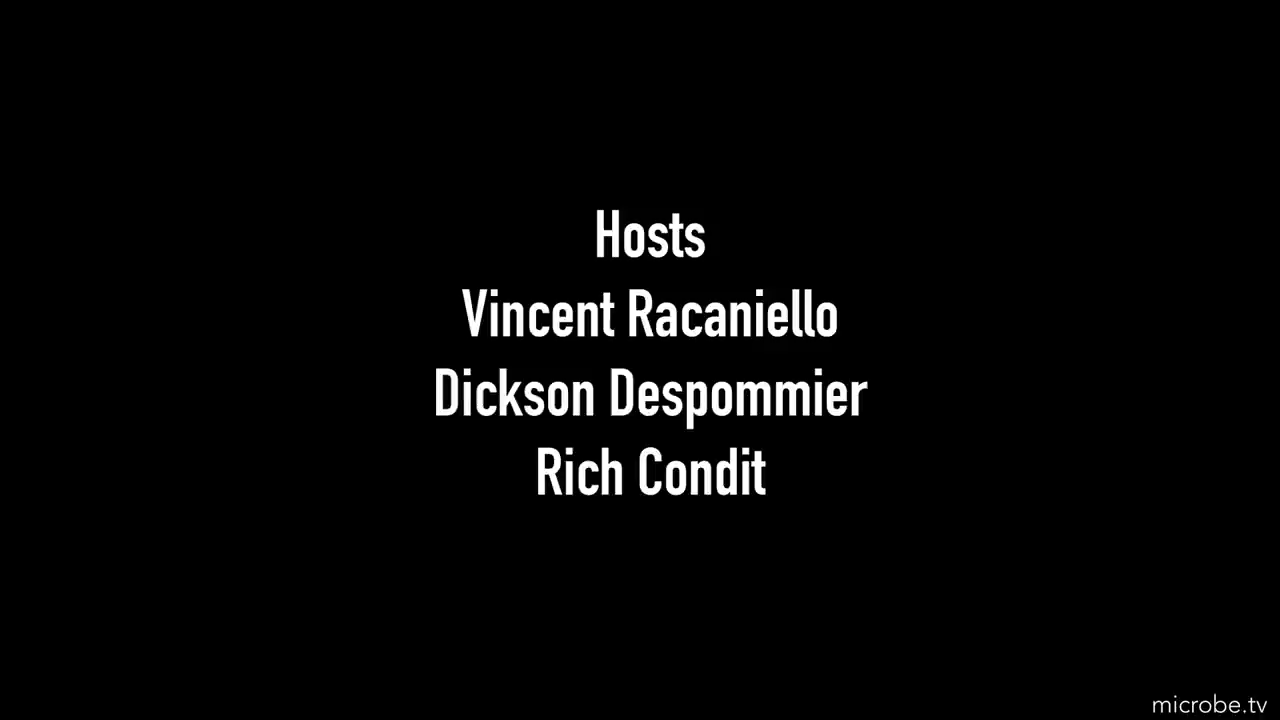 Hosts
Vincent Racaniello
Dickson Despommier
Rich Condit
microbe.tv